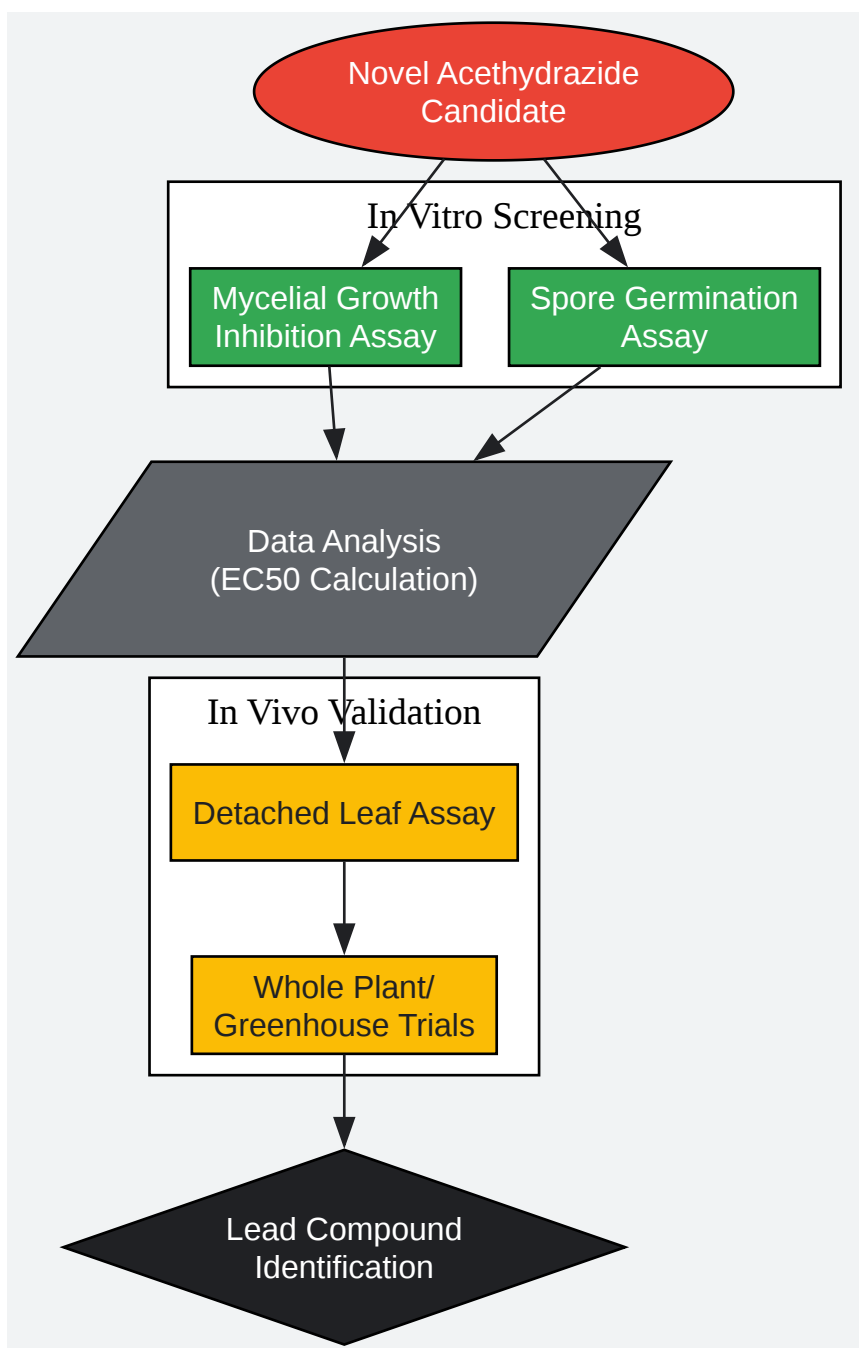 Novel Acethydrazide
Candidate
In Vitro Screening
Mycelial Growth
Inhibition Assay
Spore Germination
Assay
Data Analysis
(EC50 Calculation)
In Vivo Validation
Detached Leaf Assay
Whole Plant/
Greenhouse Trials
Lead Compound
Identification